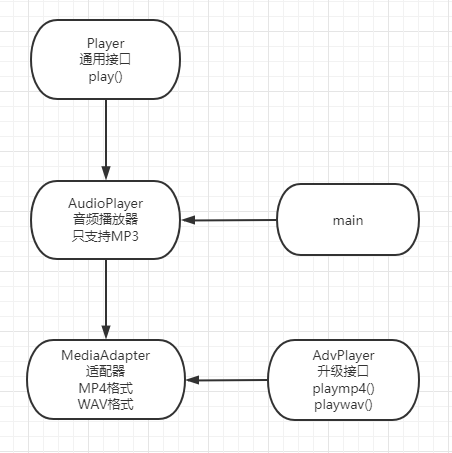 Player
通用接口
play()
AudioPlayer
音频播放器
只支持MP3
main
MediaAdapter
适配器
MP4格式
WAV格式
AdvPlayer
升级接口
playmp4()
playwav()